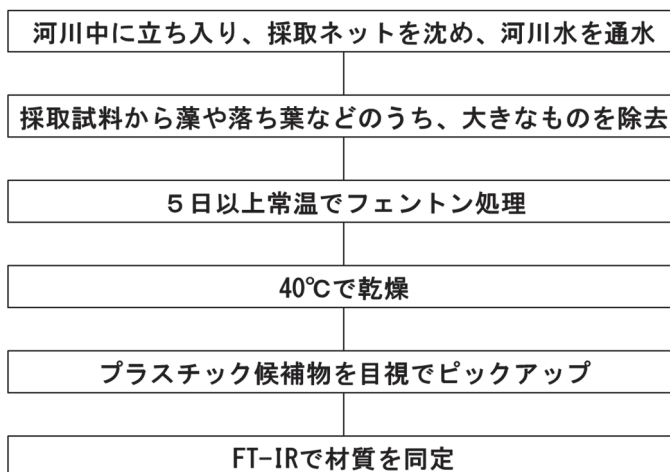 河川中に立ち入り、採取ネットを沈め、河川水を通水
採取試料から藻や落ち葉などのうち、大きなものを除去
５日以上常温でフェントン処理
40℃で乾燥
プラスチック候補物を目視でピックアップ
FT-IRで材質を同定